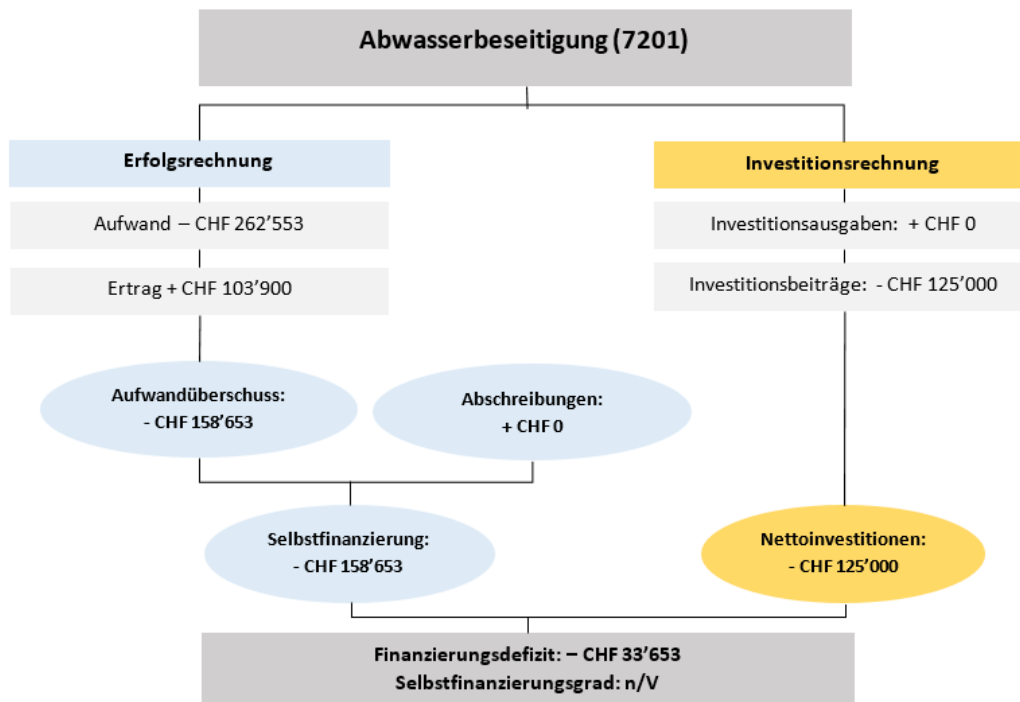 Abwasserbeseitigung (7201)
Erfolgsrechnung
Aufwand – CHF 262’553
Ertrag + CHF 103’900
Aufwandüberschuss:
- CHF 158’653
Abschreibungen:
+ CHF 0
Selbstfinanzierung:
- CHF 158’653
Investitionsrechnung
Investitionsausgaben: + CHF 0
Investitionsbeiträge: - CHF 125’000
Nettoinvestitionen:
- CHF 125’000
Finanzierungsdefizit: – CHF 33’653
Selbstfinanzierungsgrad: n/V